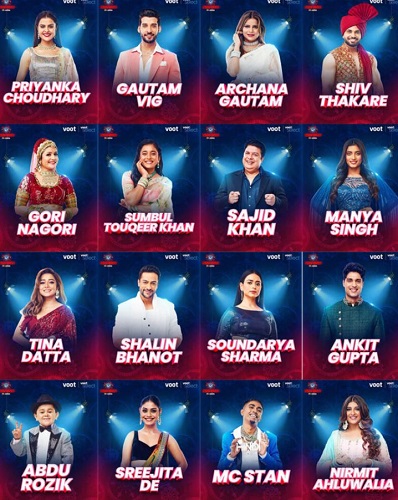 voot
PRIYANKA
CHOUDHARY
voot
GAUTAM
VIG
voot
ARCHANA
GAUTAM
voot
SHIV
THAKARE
voot
GORI
NAGORI
voot
SUMBUL
TOUQEER KHAN
voot
SAJID
KHAN
voot
MANYA
SINGH
voot
TINA
DATTA
voot
SHALIN
BHANOT
voot
SOUNDARYA
SHARMA
voot
ANKIT
GUPTA
voot
ABDU
ROZIK
voot
SREEJITA
DE
voot
MC STAN
voot
NIRMIT
AHLUWALIA